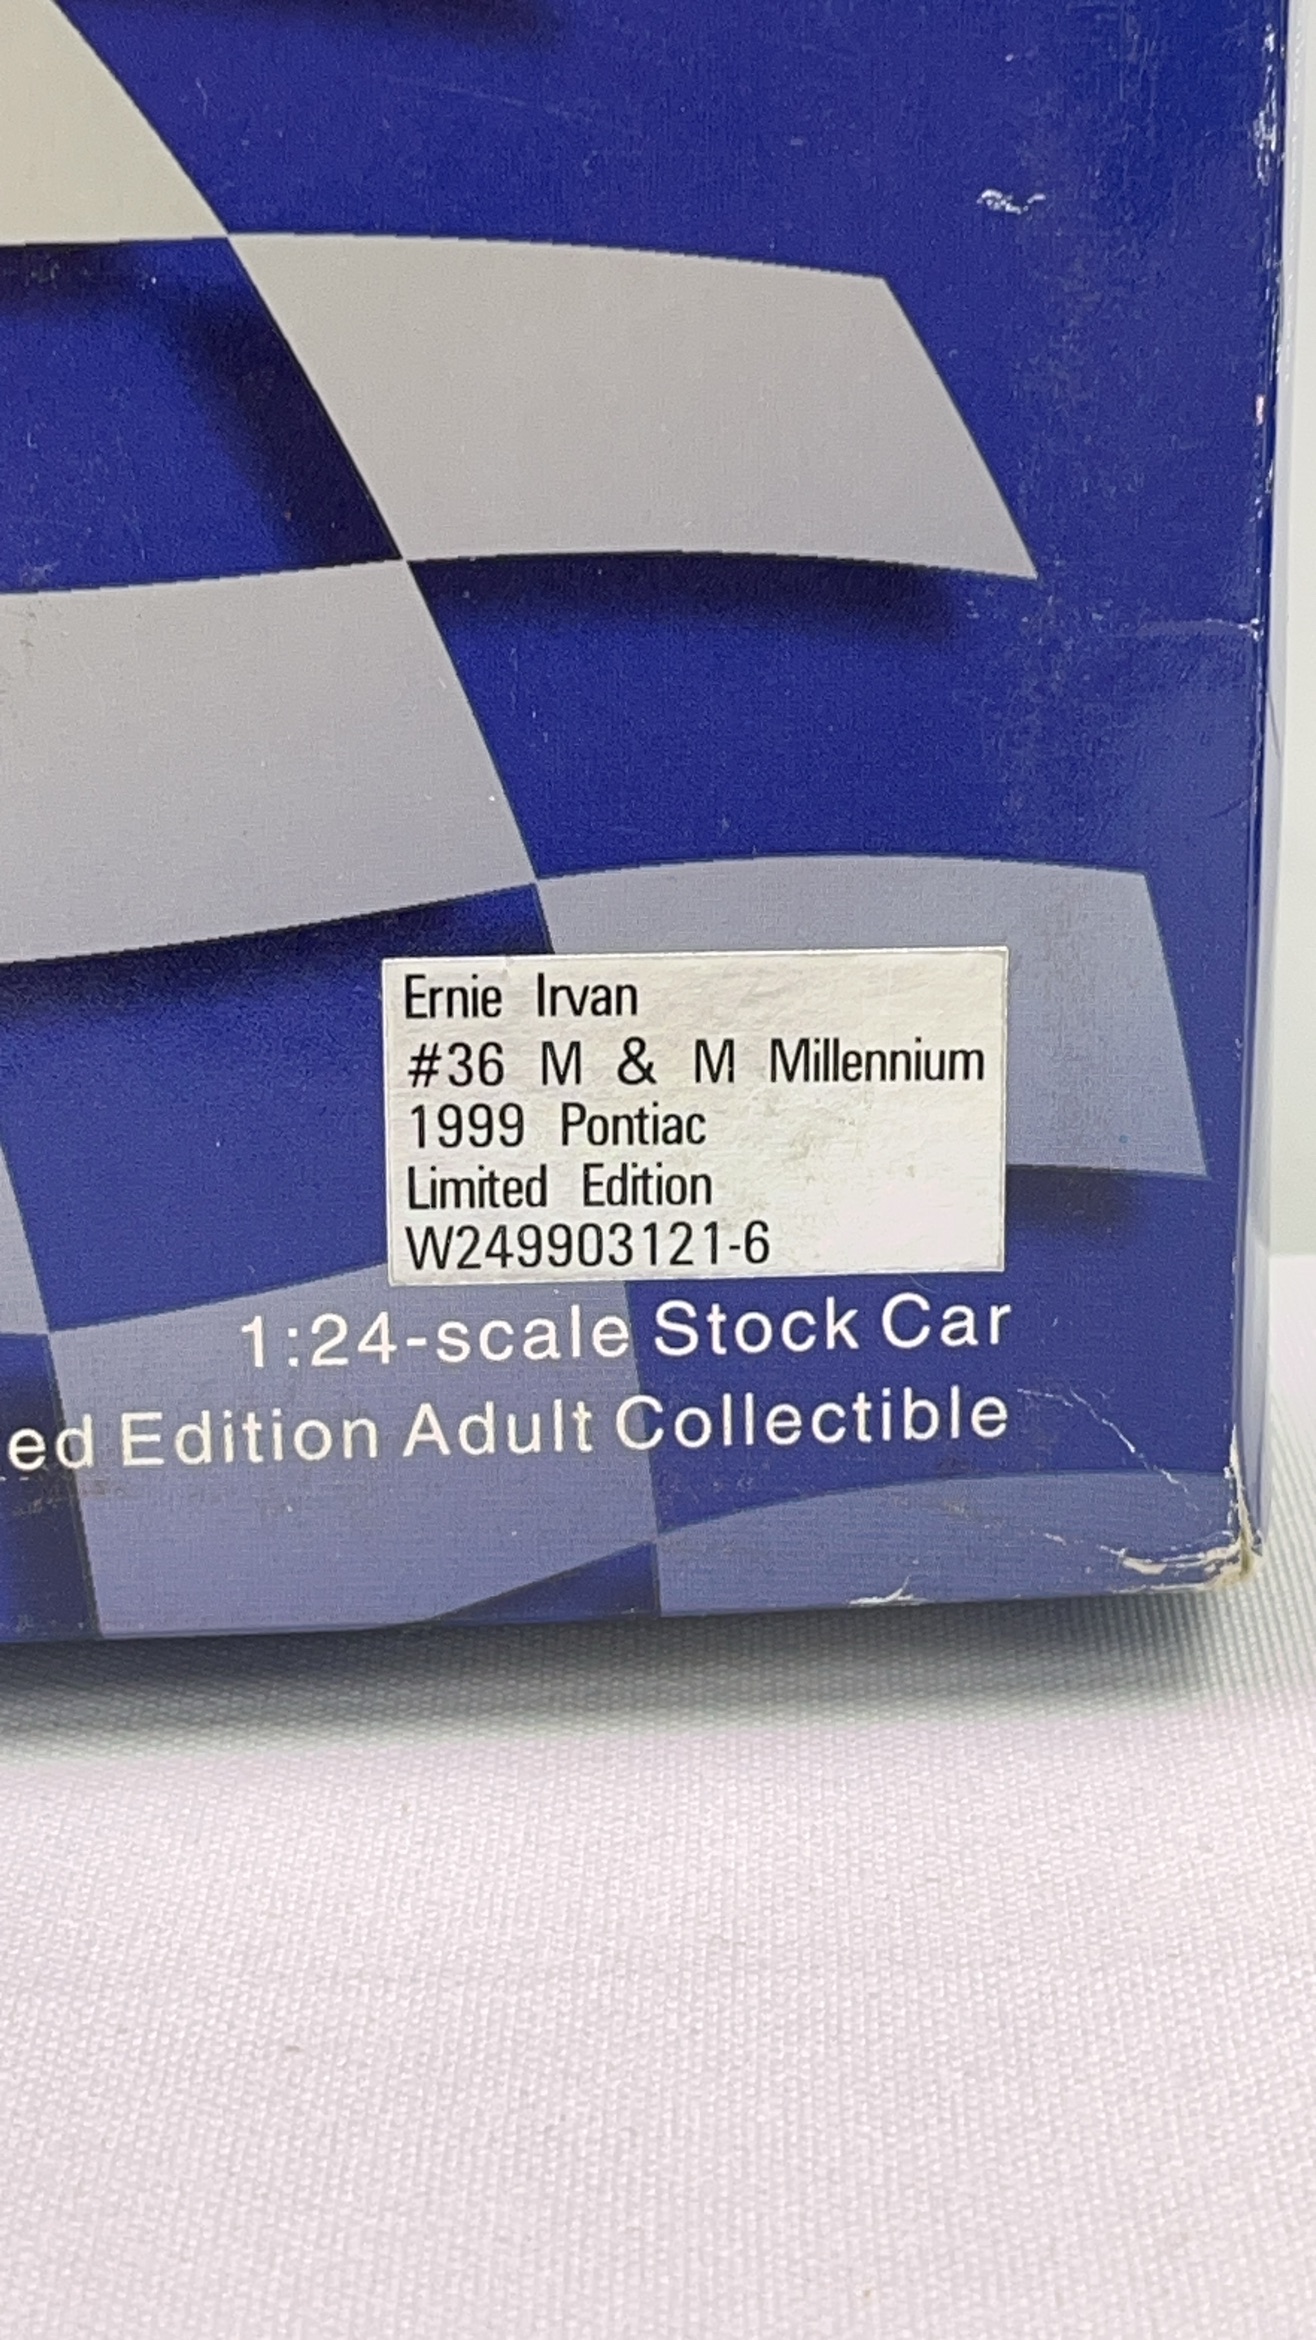 Ernie Irvan
#36 M & M Millennium
1999 Pontiac
Limited Edition
W249903121-6
1:24-scale Stock Car
ed Edition Adult Collectible